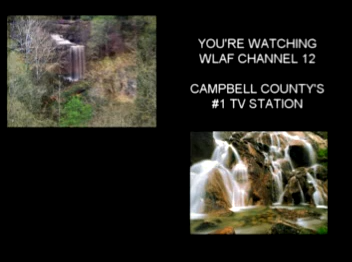 YOU'RE WATCHING
WLAF CHANNEL 12
CAMPBELL COUNTY'S
#1 TV STATION